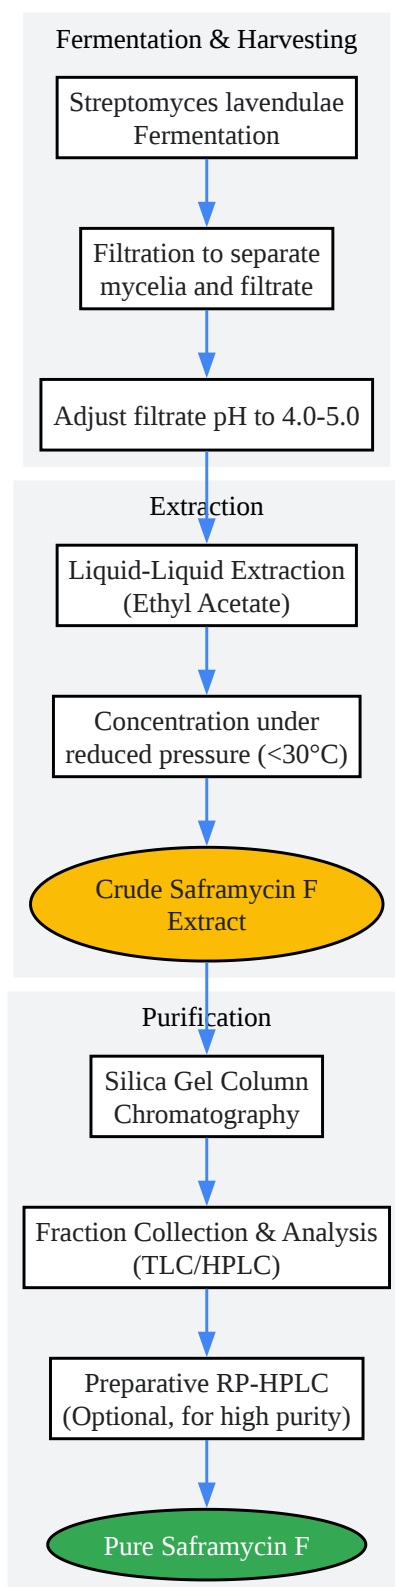 Fermentation & Harvesting
Streptomyces lavendulae
Fermentation
Filtration to separate
mycelia and filtrate
Adjust filtrate pH to 4.0-5.0
Extraction
Liquid-Liquid Extraction
(Ethyl Acetate)
Concentration under
reduced pressure (<30°C)
Crude Saframycin F
Extract
Purification
Silica Gel Column
Chromatography
Fraction Collection & Analysis
(TLC/HPLC)
Preparative RP-HPLC
(Optional, for high purity)
Pure Saframycin F